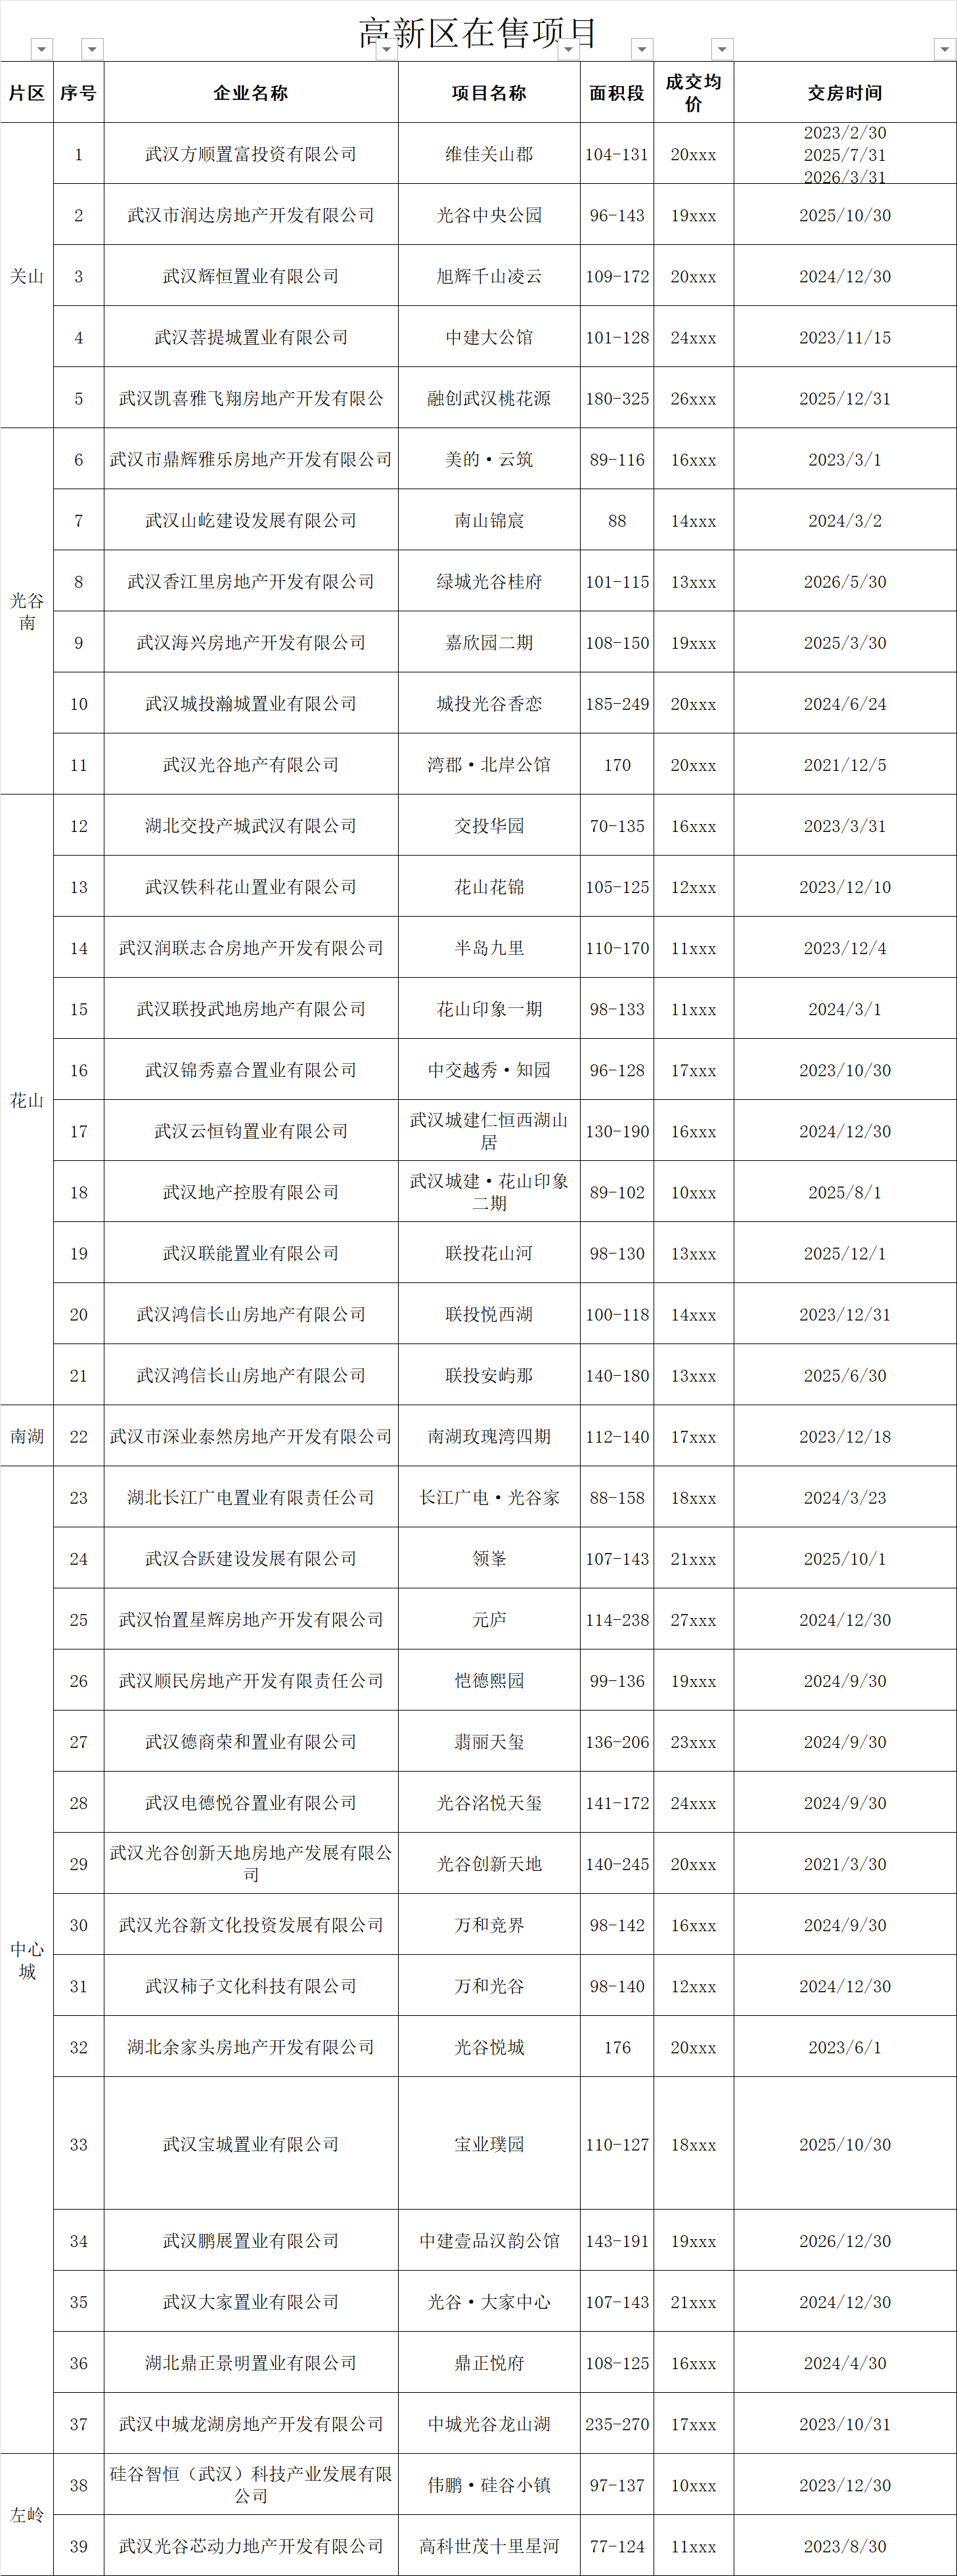 高新区在售项目
片区 序号 企业名称 项目名称 面积段 成交均 交房时间
价
关山
1 武汉方顺置富投资有限公司 维佳关山郡 104-131 20xxx 2023/2/30
2025/7/31
2026/3/31
2 武汉市润达房地产开发有限公司 光谷中央公园 96-143 19xxx 2025/10/30
3 武汉辉恒置业有限公司 旭辉千山凌云 109-172 20xxx 2024/12/30
4 武汉菩提城置业有限公司 中建大公馆 101-128 24xxx 2023/11/15
5 武汉凯喜雅飞翔房地产开发有限公 融创武汉桃花源 180-325 26xxx 2025/12/31
光谷
南
6 武汉市鼎辉雅乐房地产开发有限公司 美的·云筑 89-116 16xxx 2023/3/1
7 武汉山屹建设发展有限公司 南山锦宸 88 14xxx 2024/3/2
8 武汉香江里房地产开发有限公司 绿城光谷桂府 101-115 13xxx 2026/5/30
9 武汉海兴房地产开发有限公司 嘉欣园二期 108-150 19xxx 2025/3/30
10 武汉城投瀚城置业有限公司 城投光谷香恋 185-249 20xxx 2024/6/24
11 武汉光谷地产有限公司 湾郡·北岸公馆 170 20xxx 2021/12/5
花山
12 湖北交投产城武汉有限公司 交投华园 70-135 16xxx 2023/3/31
13 武汉铁科花山置业有限公司 花山花锦 105-125 12xxx 2023/12/10
14 武汉润联志合房地产开发有限公司 半岛九里 110-170 11xxx 2023/12/4
15 武汉联投武地房地产有限公司 花山印象一期 98-133 11xxx 2024/3/1
16 武汉锦秀嘉合置业有限公司 中交越秀·知园 96-128 17xxx 2023/10/30
17 武汉云恒钧置业有限公司 武汉城建仁恒西湖山 130-190 16xxx 2024/12/30
居
18 武汉地产控股有限公司 武汉城建·花山印象 89-102 10xxx 2025/8/1
二期
19 武汉联能置业有限公司 联投花山河 98-130 13xxx 2025/12/1
20 武汉鸿信长山房地产有限公司 联投悦西湖 100-118 14xxx 2023/12/31
21 武汉鸿信长山房地产有限公司 联投安屿那 140-180 13xxx 2025/6/30
南湖 22 武汉市深业泰然房地产开发有限公司 南湖玫瑰湾四期 112-140 17xxx 2023/12/18
中心
城
23 湖北长江广电置业有限责任公司 长江广电·光谷家 88-158 18xxx 2024/3/23
24 武汉合跃建设发展有限公司 领峯 107-143 21xxx 2025/10/1
25 武汉怡置星辉房地产开发有限公司 元庐 114-238 27xxx 2024/12/30
26 武汉顺民房地产开发有限责任公司 恺德熙园 99-136 19xxx 2024/9/30
27 武汉德商荣和置业有限公司 翡丽天玺 136-206 23xxx 2024/9/30
28 武汉电德悦谷置业有限公司 光谷洺悦天玺 141-172 24xxx 2024/9/30
29 武汉光谷创新天地房地产发展有限公 光谷创新天地 140-245 20xxx 2021/3/30
司
30 武汉光谷新文化投资发展有限公司 万和竞界 98-142 16xxx 2024/9/30
31 武汉柿子文化科技有限公司 万和光谷 98-140 12xxx 2024/12/30
32 湖北余家头房地产开发有限公司 光谷悦城 176 20xxx 2023/6/1
33 武汉宝城置业有限公司 宝业璞园 110-127 18xxx 2025/10/30
34 武汉鹏展置业有限公司 中建壹品汉韵公馆 143-191 19xxx 2026/12/30
35 武汉大家置业有限公司 光谷·大家中心 107-143 21xxx 2024/12/30
36 湖北鼎正景明置业有限公司 鼎正悦府 108-125 16xxx 2024/4/30
37 武汉中城龙湖房地产开发有限公司 中城光谷龙山湖 235-270 17xxx 2023/10/31
左岭
38 硅谷智恒（武汉）科技产业发展有限 伟鹏·硅谷小镇 97-137 10xxx 2023/12/30
公司
39 武汉光谷芯动力地产开发有限公司 高科世茂十里星河 77-124 11xxx 2023/8/30